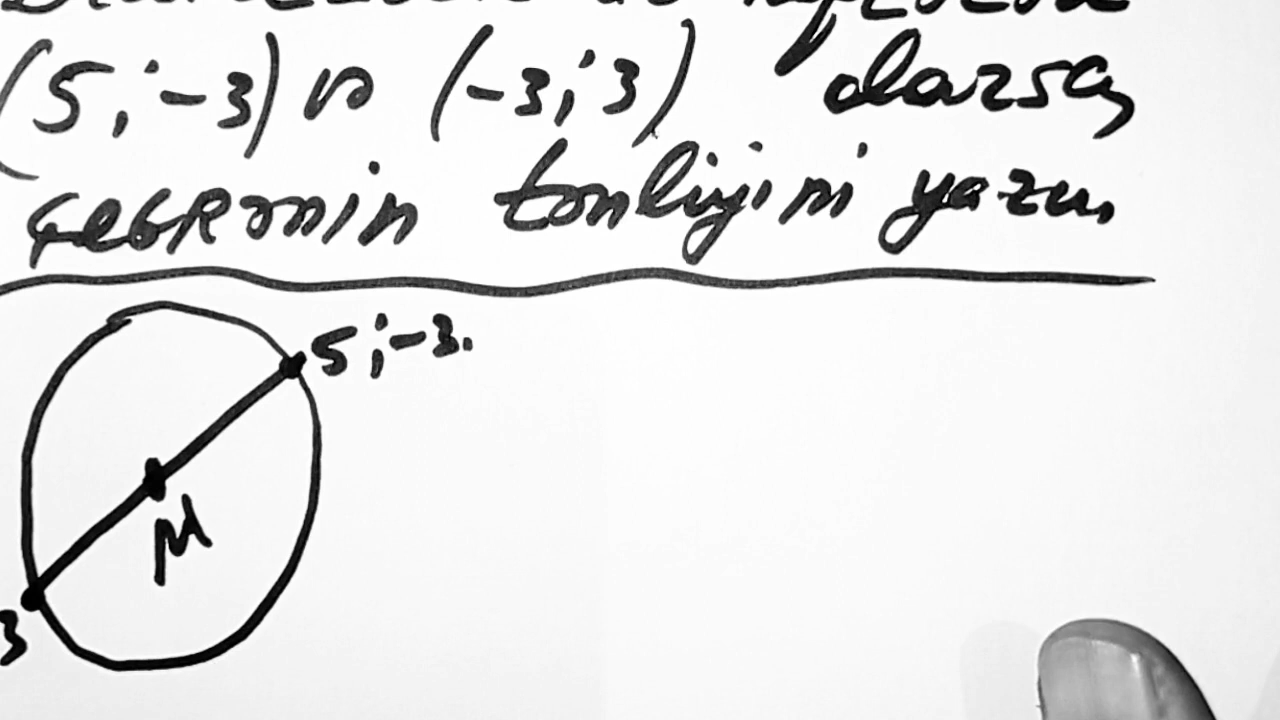 (5;-3) və (-3;3) olarsa,
çevrənin tənliyini yazın.
5;-3.
M
3